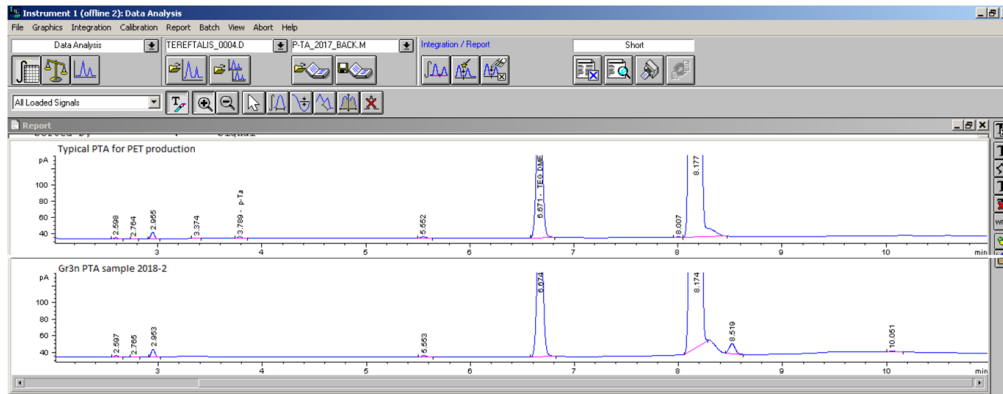 Instrument 1 (offline 2): Data Analysis
File Graphics Integration Calibration Report Batch View Abort Help
Data Analysis TEREFTALIS_0004.D P-TA_2017_BACK.M Integration / Report Short
All Loaded Signals
Report
Typical PTA for PET production
pA
100
80
60
40
2.598
2.764
2.955
3.374
3.789 - p-Ta
5.552
6.671 - TEG DME
8.007
8.177
3 4 5 6 7 8 9 10 min
Gr3n PTA sample 2018-2
pA
100
80
60
40
2.597
2.765
2.953
5.553
6.674
8.174
8.519
10.051
3 4 5 6 7 8 9 10 min